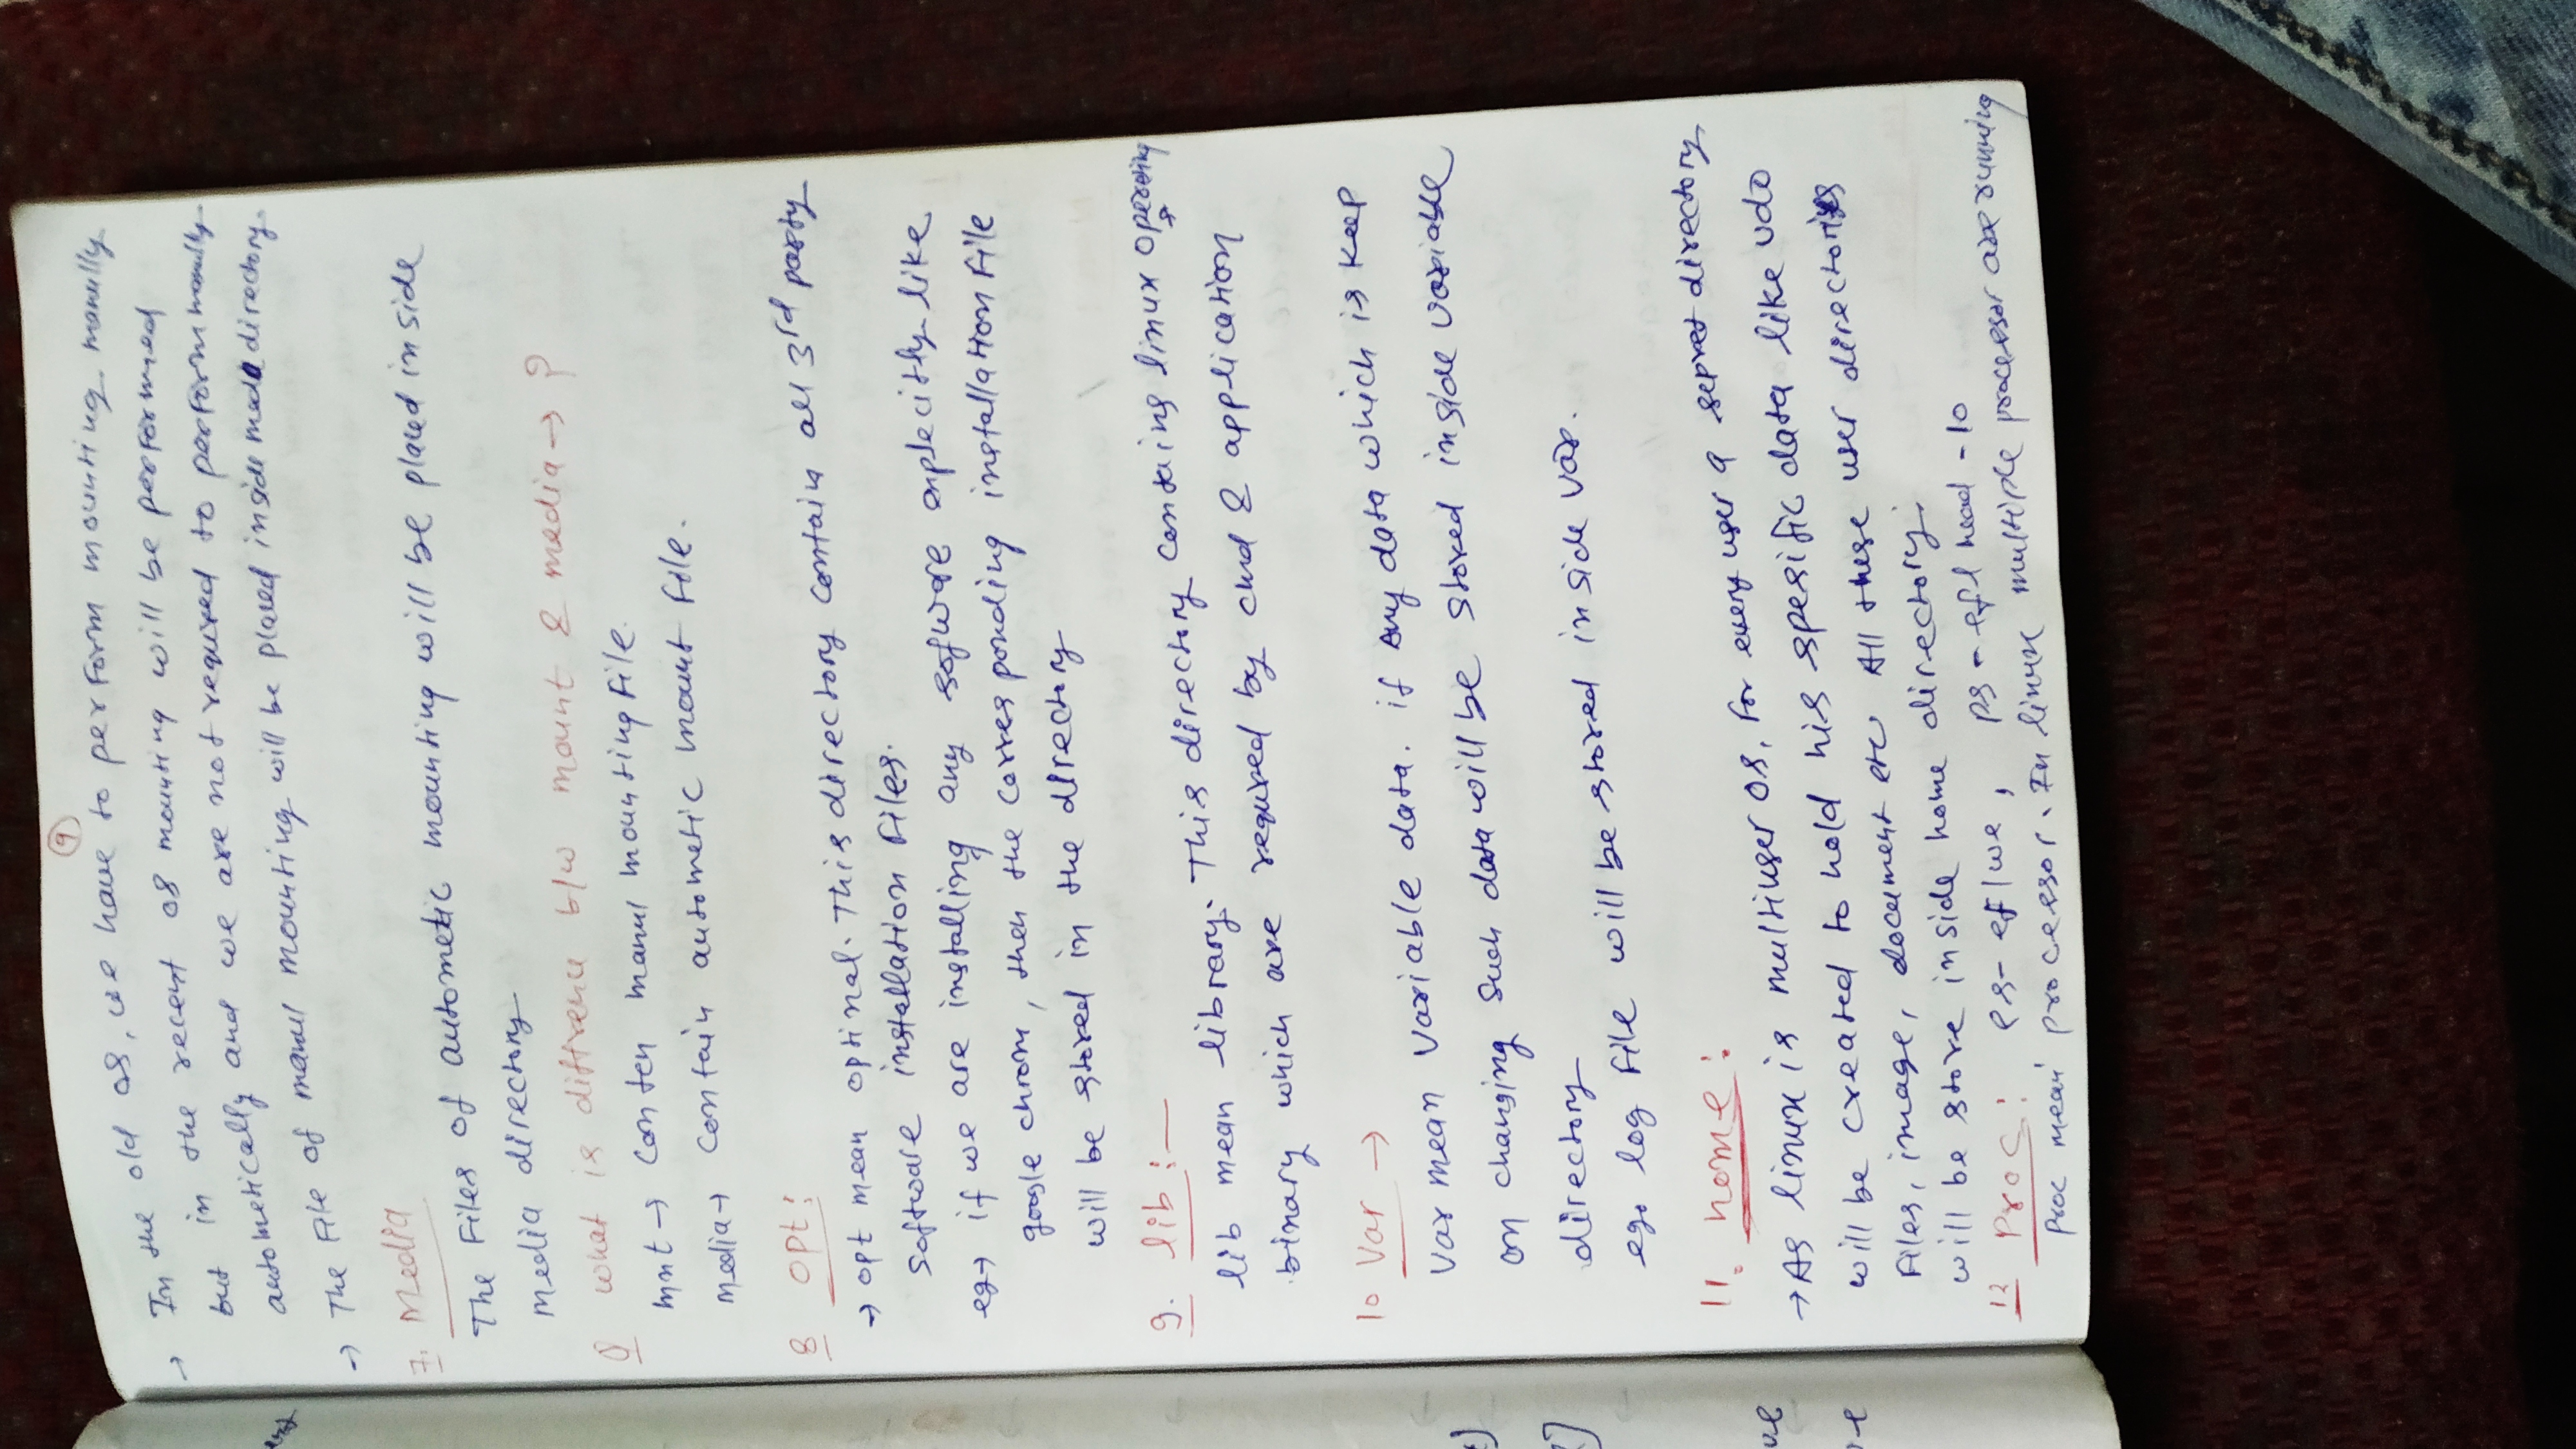 9
→ In the old os, we have to perform mounting manully
but in the recent os mounting will be performed
autometically and we are not requred to perform manully
→ The File of manul mounting will be placed inside media directory.
7. Media
The Files of autometic mounting will be placed inside
media directory
Q what is diffrence b/w mount & media → ?
mnt → conten manul mounting File.
media → contain autometic mount file.
8 opt:
→ opt mean optinal. This directory contain all 3rd party
software installation Files.
eg → if we are installing any sofware explecitly like
google chrom, then the corresponding installation File
will be stored in the directory
9. lib :—
lib mean library. This directory contains linux operating
binary which are requred by cmd & application
10 Var →
Var mean Variable data. if Any data which is keep
on changing such data will be stored inside variable
directory
eg. log File will be stored inside var.
11. home:
→ As linux is multiuser os, For every user a sepret directory
will be created to hold his spesific data like vdo
Files, image, document etc All these user directories
will be store inside home directory.
12 Proc: es- ef/we, ps - ef l head -10
Proc mean processor. In linux multiple processor are running